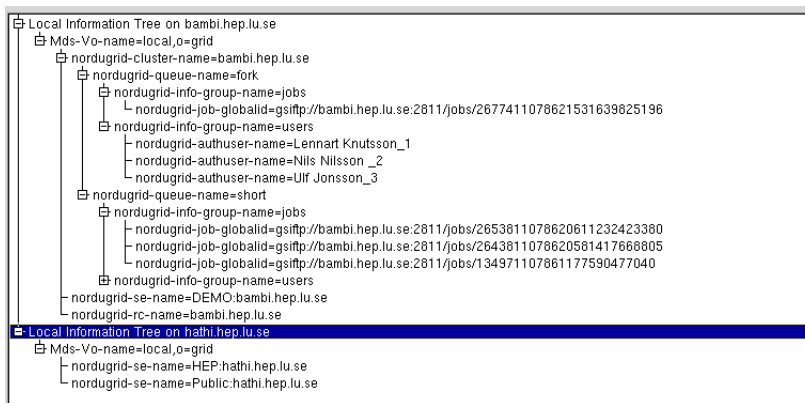 Local Information Tree on bambi.hep.lu.se
Mds-Vo-name=local,o=grid
nordugrid-cluster-name=bambi.hep.lu.se
nordugrid-queue-name=fork
nordugrid-info-group-name=jobs
nordugrid-job-globalid=gsiftp://bambi.hep.lu.se:2811/jobs/2677411078621531639825196
nordugrid-info-group-name=users
nordugrid-authuser-name=Lennart Knutsson_1
nordugrid-authuser-name=Nils Nilsson _2
nordugrid-authuser-name=Ulf Jonsson_3
nordugrid-queue-name=short
nordugrid-info-group-name=jobs
nordugrid-job-globalid=gsiftp://bambi.hep.lu.se:2811/jobs/2653811078620611232423380
nordugrid-job-globalid=gsiftp://bambi.hep.lu.se:2811/jobs/2643811078620581417668805
nordugrid-job-globalid=gsiftp://bambi.hep.lu.se:2811/jobs/134971107861177590477040
nordugrid-info-group-name=users
nordugrid-se-name=DEMO:bambi.hep.lu.se
nordugrid-rc-name=bambi.hep.lu.se
Local Information Tree on hathi.hep.lu.se
Mds-Vo-name=local,o=grid
nordugrid-se-name=HEP:hathi.hep.lu.se
nordugrid-se-name=Public:hathi.hep.lu.se